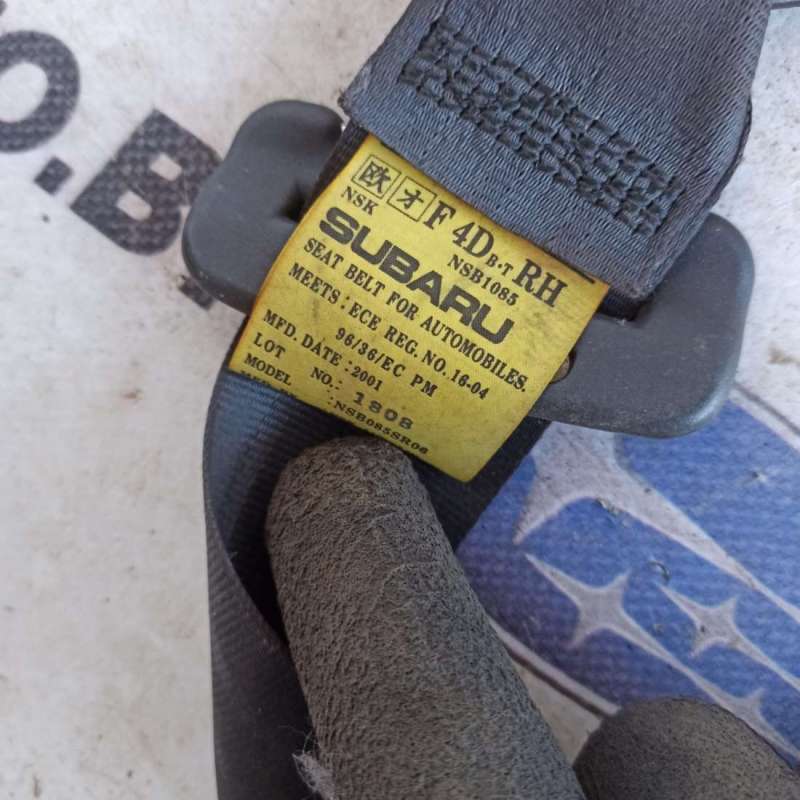 O.B
欧 オ F 4D B·T RH
NSK NSB1085
SUBARU
SEAT BELT FOR AUTOMOBILES.
MEETS : ECE REG. NO. 16-04
96/36/EC PM
MFD. DATE : 2001
LOT NO. : 1808
MODEL : NSB085SR06